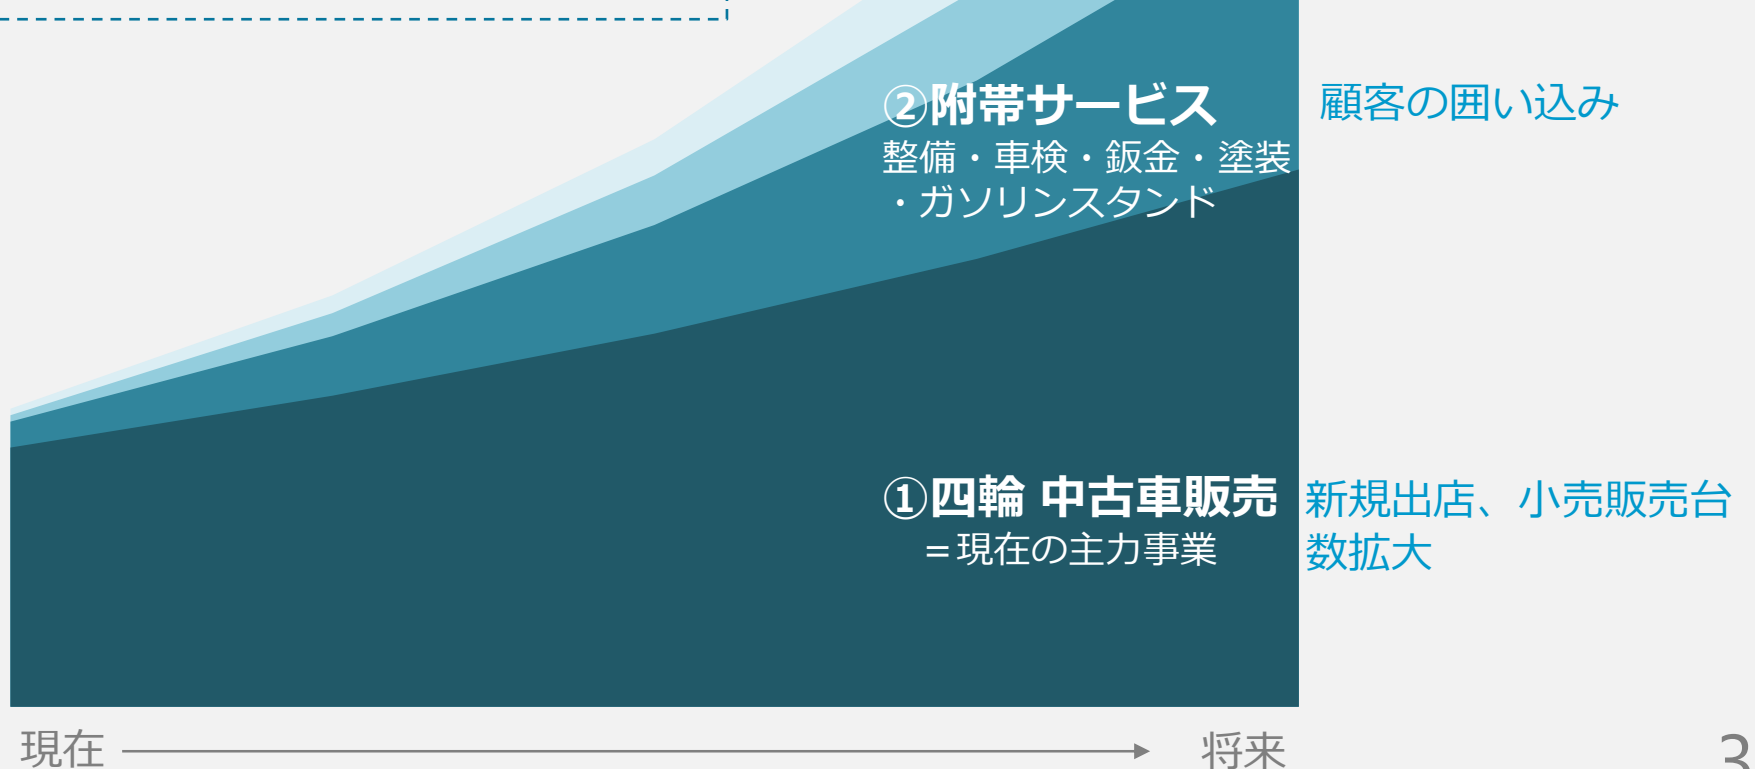 ②附帯サービス
整備・車検・鈑金・塗装
・ガソリンスタンド
顧客の囲い込み
①四輪 中古車販売
＝現在の主力事業
新規出店、小売販売台
数拡大
現在
将来
3